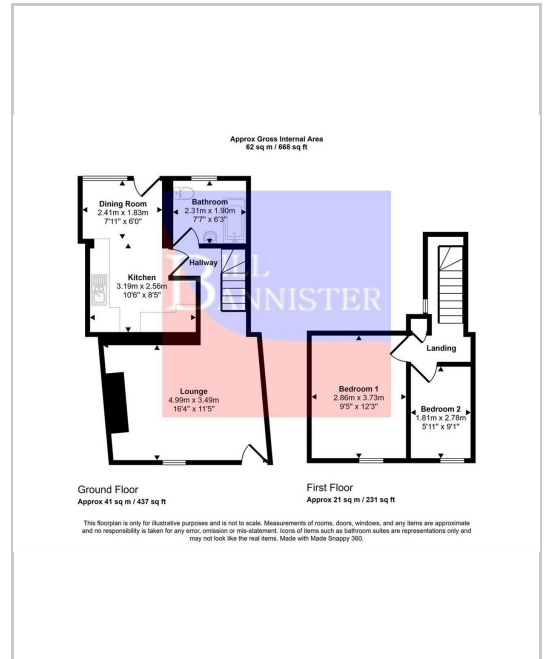 Approx Gross Internal Area
62 sq m / 668 sq ft
Dining Room
2.41m x 1.83m
7'11" x 6'0"
Bathroom
2.31m x 1.90m
7'7" x 6'3"
Hallway
Kitchen
3.19m x 2.56m
10'6" x 8'5"
BILL
BANNISTER
Lounge
4.99m x 3.49m
16'4" x 11'5"
Landing
Bedroom 1
2.86m x 3.73m
9'5" x 12'3"
Bedroom 2
1.81m x 2.78m
5'11" x 9'1"
Ground Floor
Approx 41 sq m / 437 sq ft
First Floor
Approx 21 sq m / 231 sq ft
This floorplan is only for illustrative purposes and is not to scale. Measurements of rooms, doors, windows, and any items are approximate
and no responsibility is taken for any error, omission or mis-statement. Icons of items such as bathroom suites are representations only and
may not look like the real items. Made with Made Snappy 360.